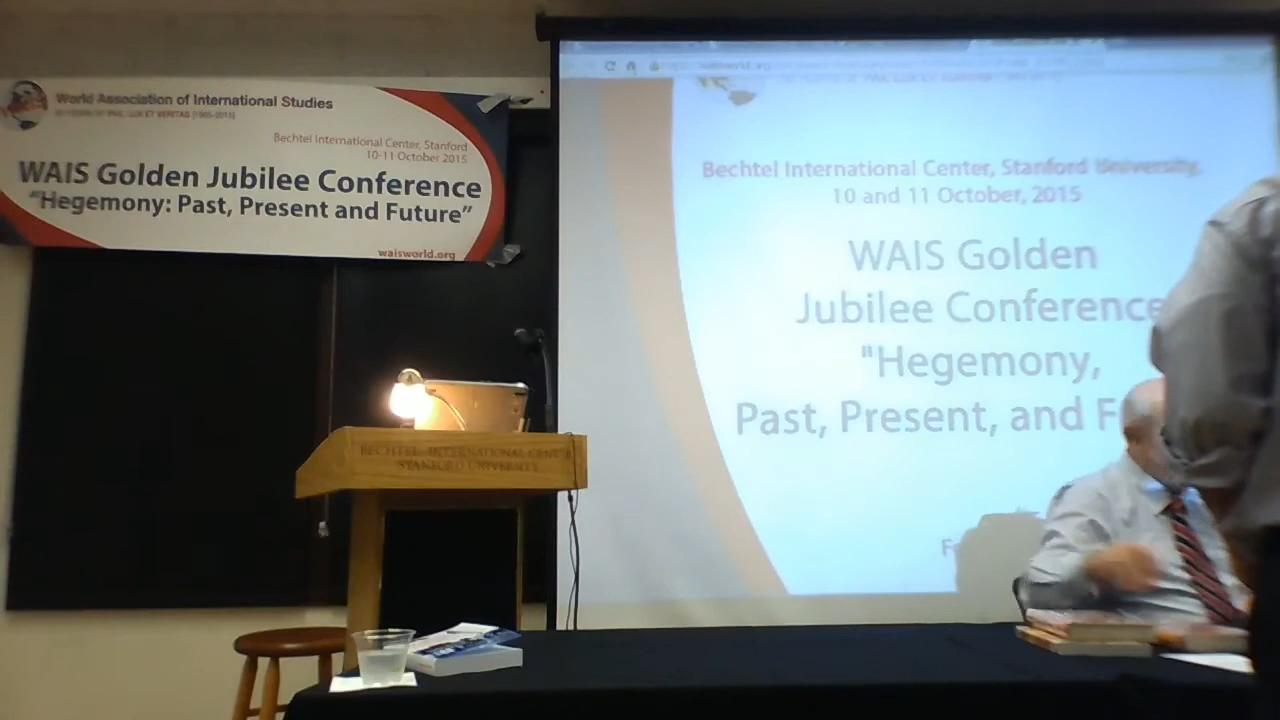 World Association of International Studies
Bechtel International Center, Stanford
10-11 October 2015
WAIS Golden Jubilee Conference
"Hegemony: Past, Present and Future"
waisworld.org
Bechtel International Center, Stanford University,
10 and 11 October, 2015
WAIS Golden
Jubilee Conference
"Hegemony,
Past, Present, and F
BECHTEL INTERNATIONAL CENTE
STANFORD UNIVERSITY